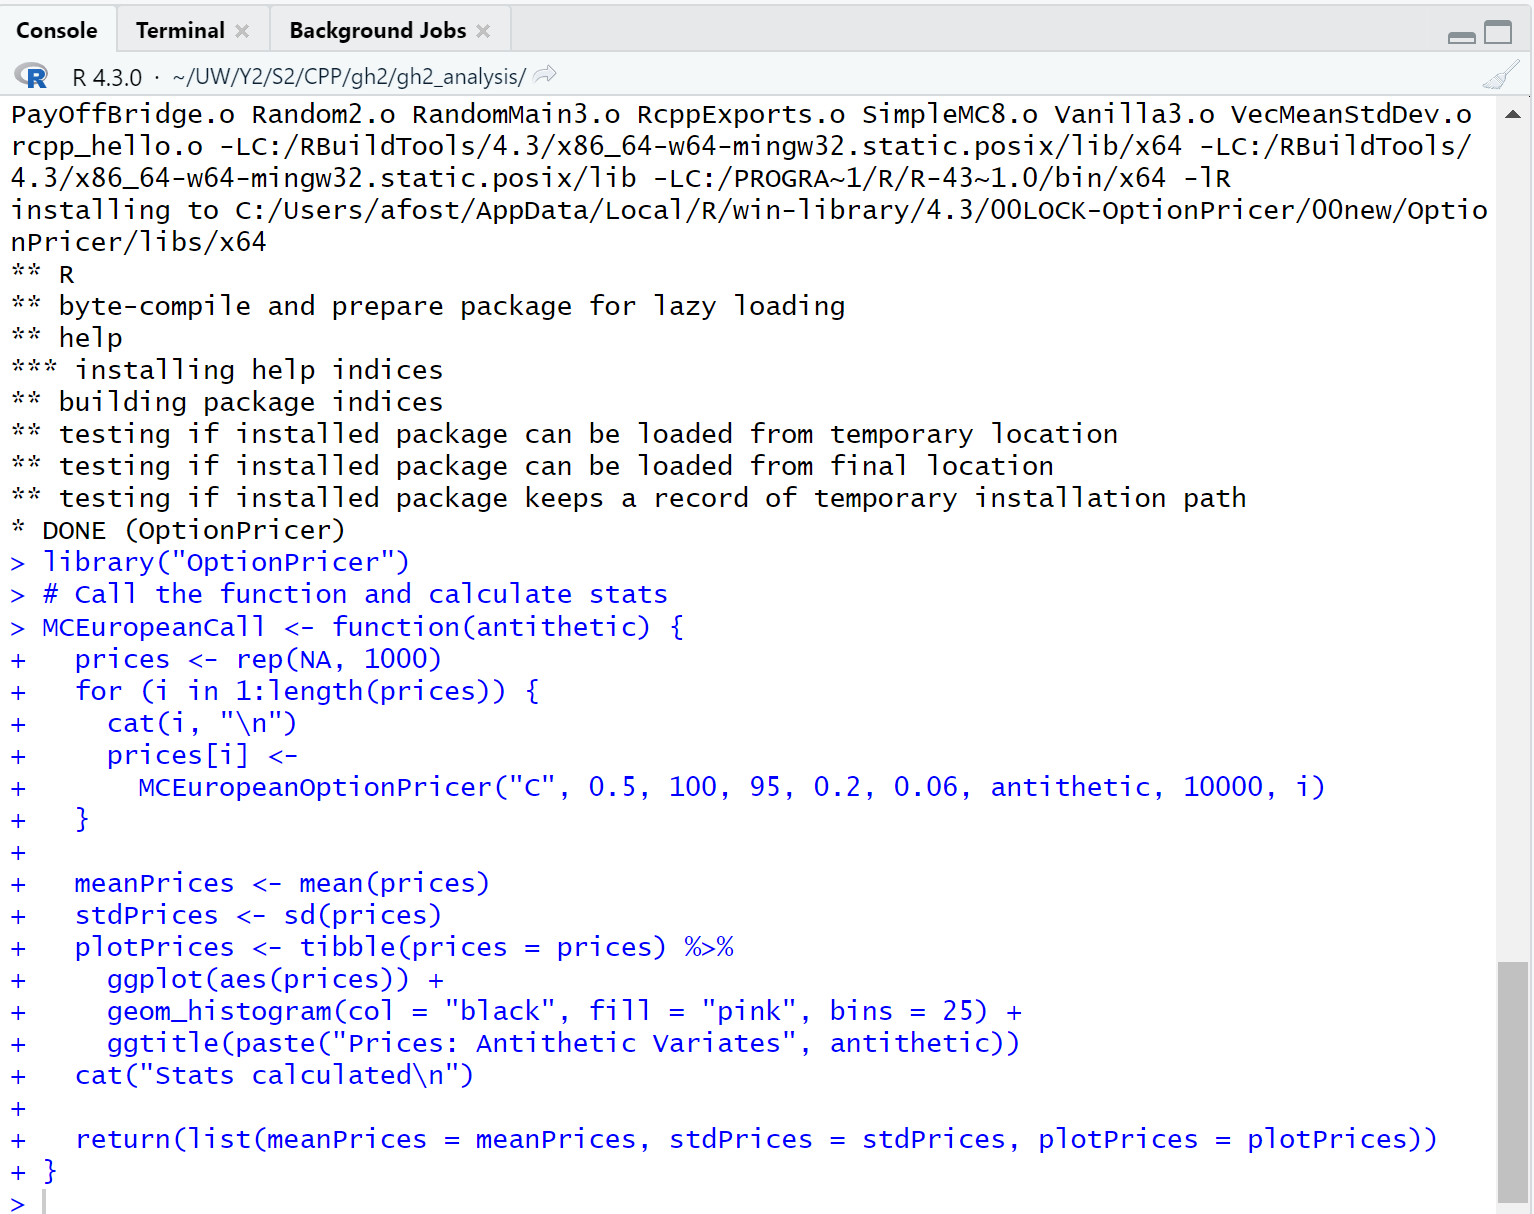 Console Terminal Background Jobs
R R 4.3.0 · ~/UW/Y2/S2/CPP/gh2/gh2_analysis/
PayOffBridge.o Random2.o RandomMain3.o RcppExports.o SimpleMC8.o Vanilla3.o VecMeanStdDev.o
rcpp_hello.o -LC:/RBuildTools/4.3/x86_64-w64-mingw32.static.posix/lib/x64 -LC:/RBuildTools/
4.3/x86_64-w64-mingw32.static.posix/lib -LC:/PROGRA~1/R/R-43~1.0/bin/x64 -lR
installing to C:/Users/afost/AppData/Local/R/win-library/4.3/00LOCK-OptionPricer/00new/Optio
nPricer/libs/x64
** R
** byte-compile and prepare package for lazy loading
** help
*** installing help indices
** building package indices
** testing if installed package can be loaded from temporary location
** testing if installed package can be loaded from final location
** testing if installed package keeps a record of temporary installation path
* DONE (OptionPricer)
> library("OptionPricer")
> # Call the function and calculate stats
> MCEuropeanCall <- function(antithetic) {
+   prices <- rep(NA, 1000)
+   for (i in 1:length(prices)) {
+     cat(i, "\n")
+     prices[i] <-
+       MCEuropeanOptionPricer("C", 0.5, 100, 95, 0.2, 0.06, antithetic, 10000, i)
+   }
+
+   meanPrices <- mean(prices)
+   stdPrices <- sd(prices)
+   plotPrices <- tibble(prices = prices) %>%
+     ggplot(aes(prices)) +
+     geom_histogram(col = "black", fill = "pink", bins = 25) +
+     ggtitle(paste("Prices: Antithetic Variates", antithetic))
+   cat("Stats calculated\n")
+
+   return(list(meanPrices = meanPrices, stdPrices = stdPrices, plotPrices = plotPrices))
+ }
>